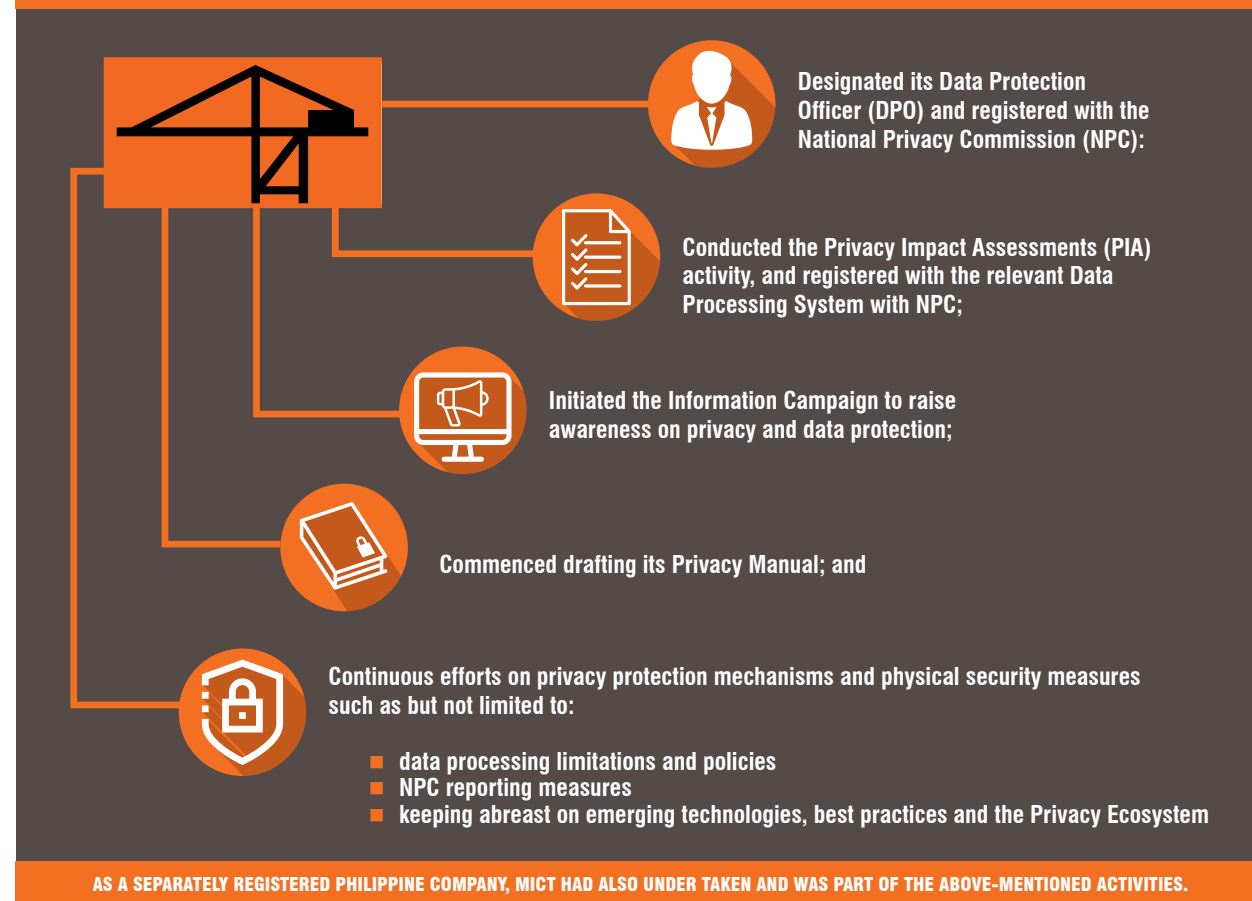 Designated its Data Protection
Officer (DPO) and registered with the
National Privacy Commission (NPC):
Conducted the Privacy Impact Assessments (PIA)
activity, and registered with the relevant Data
Processing System with NPC;
Initiated the Information Campaign to raise
awareness on privacy and data protection;
Commenced drafting its Privacy Manual; and
Continuous efforts on privacy protection mechanisms and physical security measures
such as but not limited to:
data processing limitations and policies
NPC reporting measures
keeping abreast on emerging technologies, best practices and the Privacy Ecosystem
AS A SEPARATELY REGISTERED PHILIPPINE COMPANY, MICT HAD ALSO UNDER TAKEN AND WAS PART OF THE ABOVE-MENTIONED ACTIVITIES.